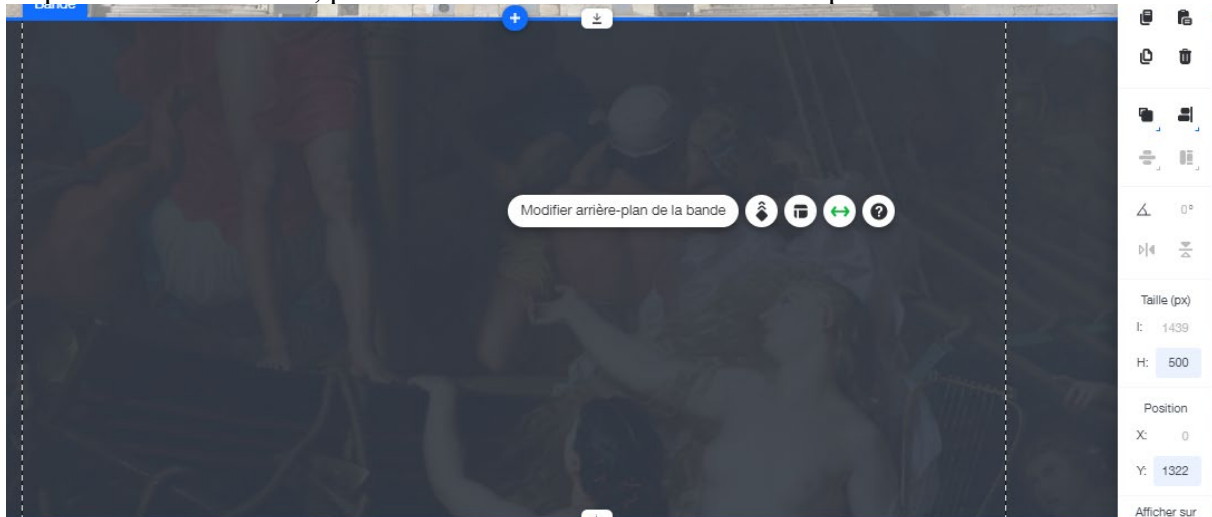 Bande
Modifier arrière-plan de la bande
0°
Taille (px)
l: 1439
H: 500
Position
X: 0
Y: 1322
Afficher sur